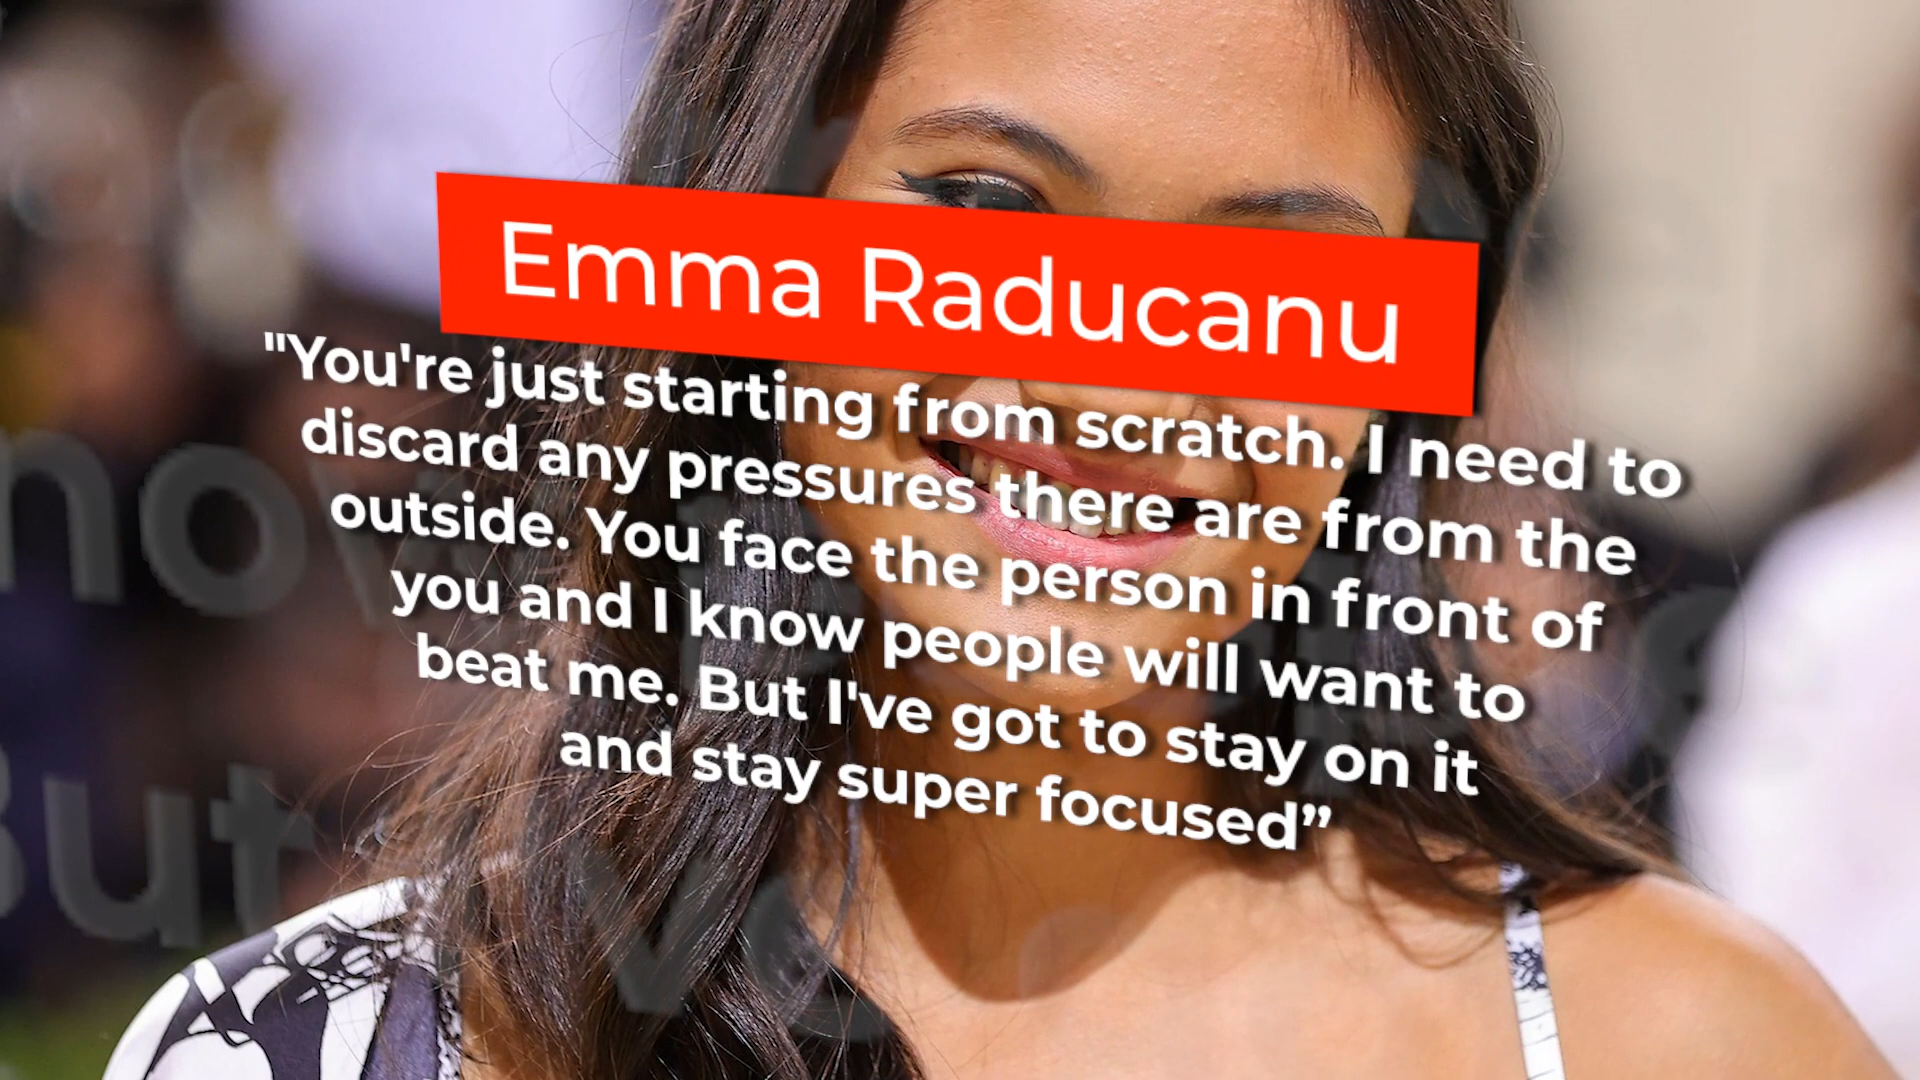 Emma Raducanu
"You're just starting from scratch. I need to
discard any pressures there are from the
outside. You face the person in front of
you and I know people will want to
beat me. But I've got to stay on it
and stay super focused”